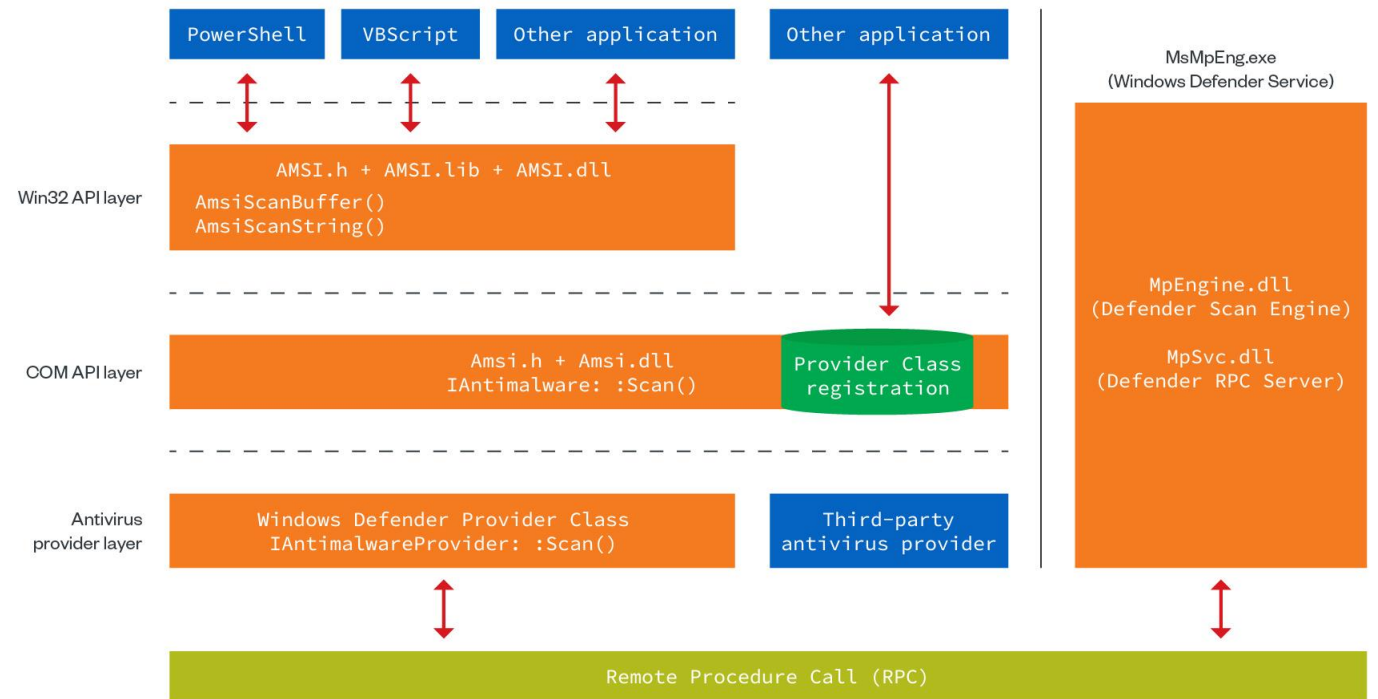 PowerShell
VBScript
Other application
Other application
MsMpEng.exe
(Windows Defender Service)
Win32 API layer
AMSI.h + AMSI.lib + AMSI.dll
AmsiScanBuffer()
AmsiScanString()
MpEngine.dll
(Defender Scan Engine)
MpSvc.dll
(Defender RPC Server)
COM API layer
Amsi.h + Amsi.dll
IAntimalware: :Scan()
Provider Class
registration
Antivirus
provider layer
Windows Defender Provider Class
IAntimalwareProvider: :Scan()
Third-party
antivirus provider
Remote Procedure Call (RPC)